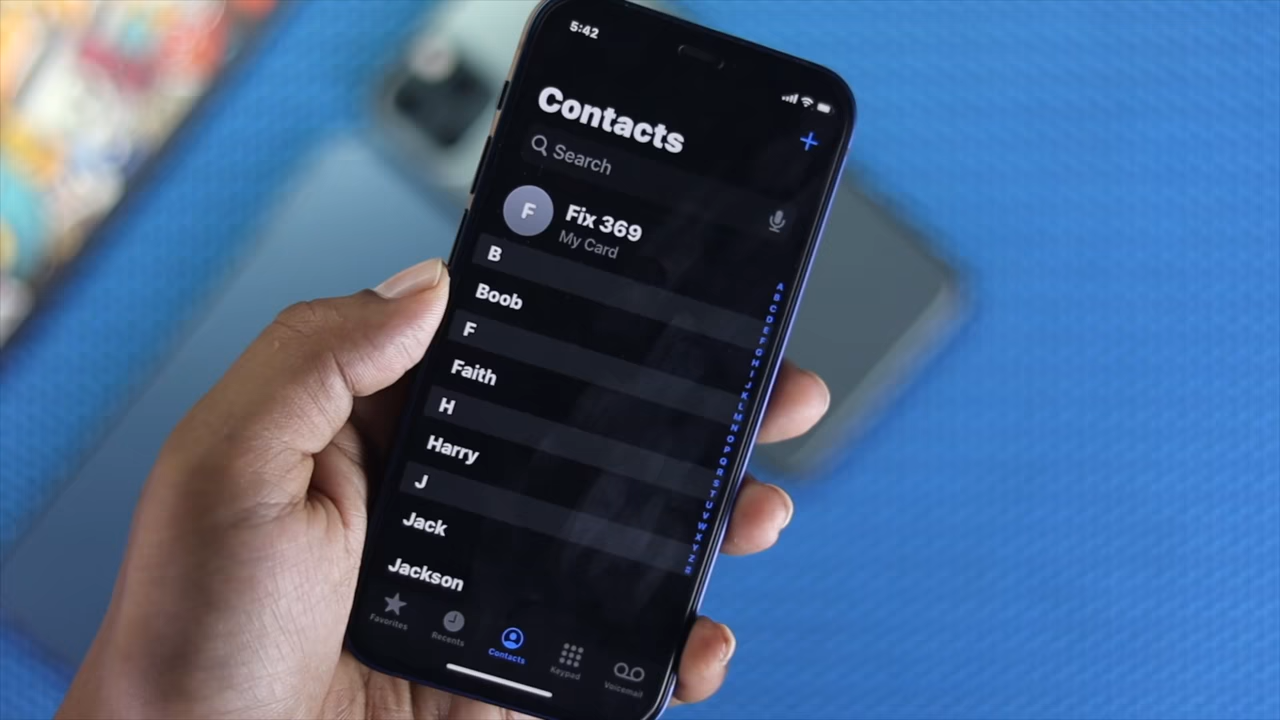 5:42
Contacts
Search
F
Fix 369
My Card
B
Boob
F
Faith
H
Harry
J
Jack
Jackson
A
B
C
D
E
F
G
H
I
J
K
L
M
N
O
P
Q
R
S
T
U
V
W
X
Y
Z
#
Favorites
Recents
Contacts
Keypad
Voicemail